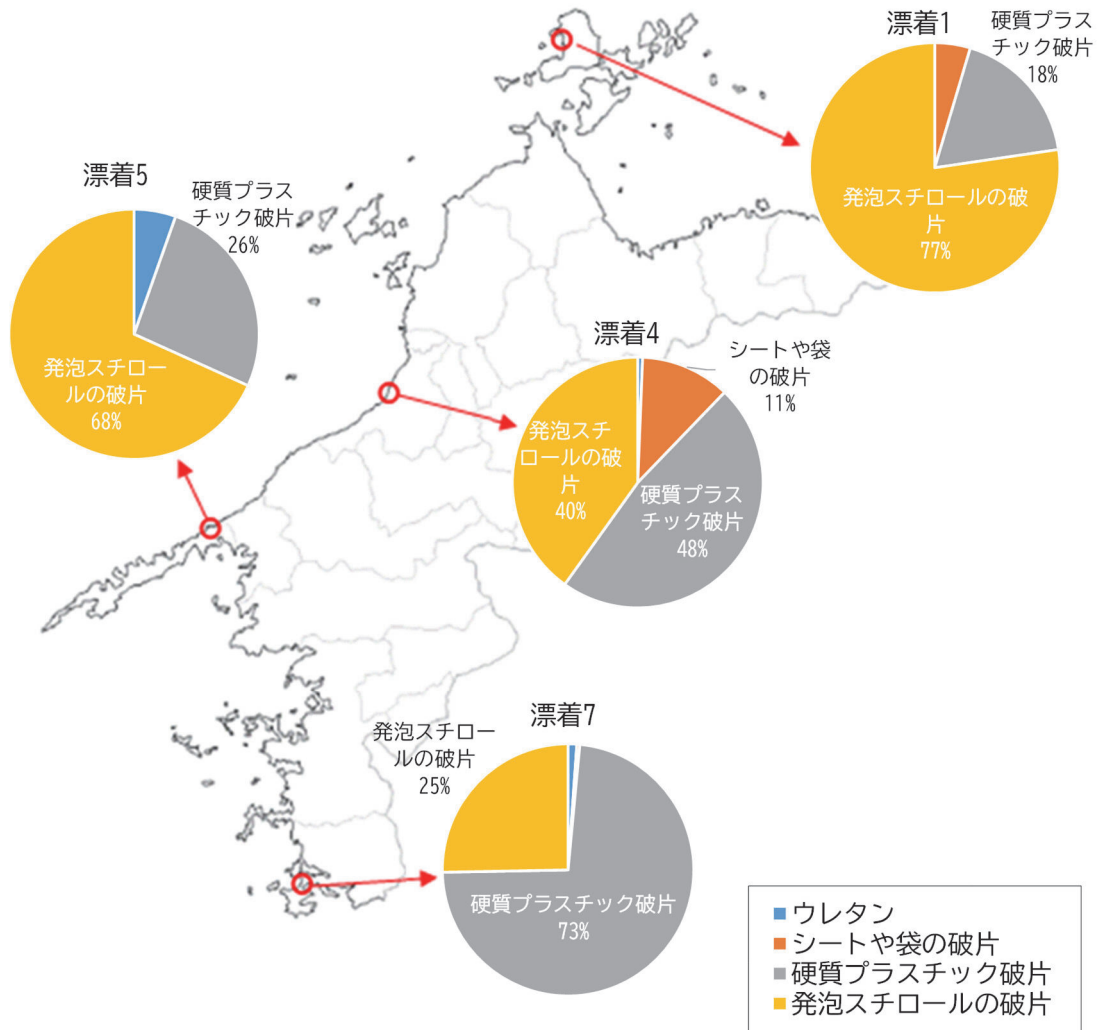 漂着1
硬質プラス
チック破片
18%
発泡スチロールの破
片
77%
漂着5
硬質プラス
チック破片
26%
発泡スチロー
ルの破片
68%
漂着4
シートや袋
の破片
11%
発泡スチ
ロールの破
片
40%
硬質プラス
チック破片
48%
漂着7
発泡スチロー
ルの破片
25%
硬質プラスチック破片
73%
ウレタン
シートや袋の破片
硬質プラスチック破片
発泡スチロールの破片